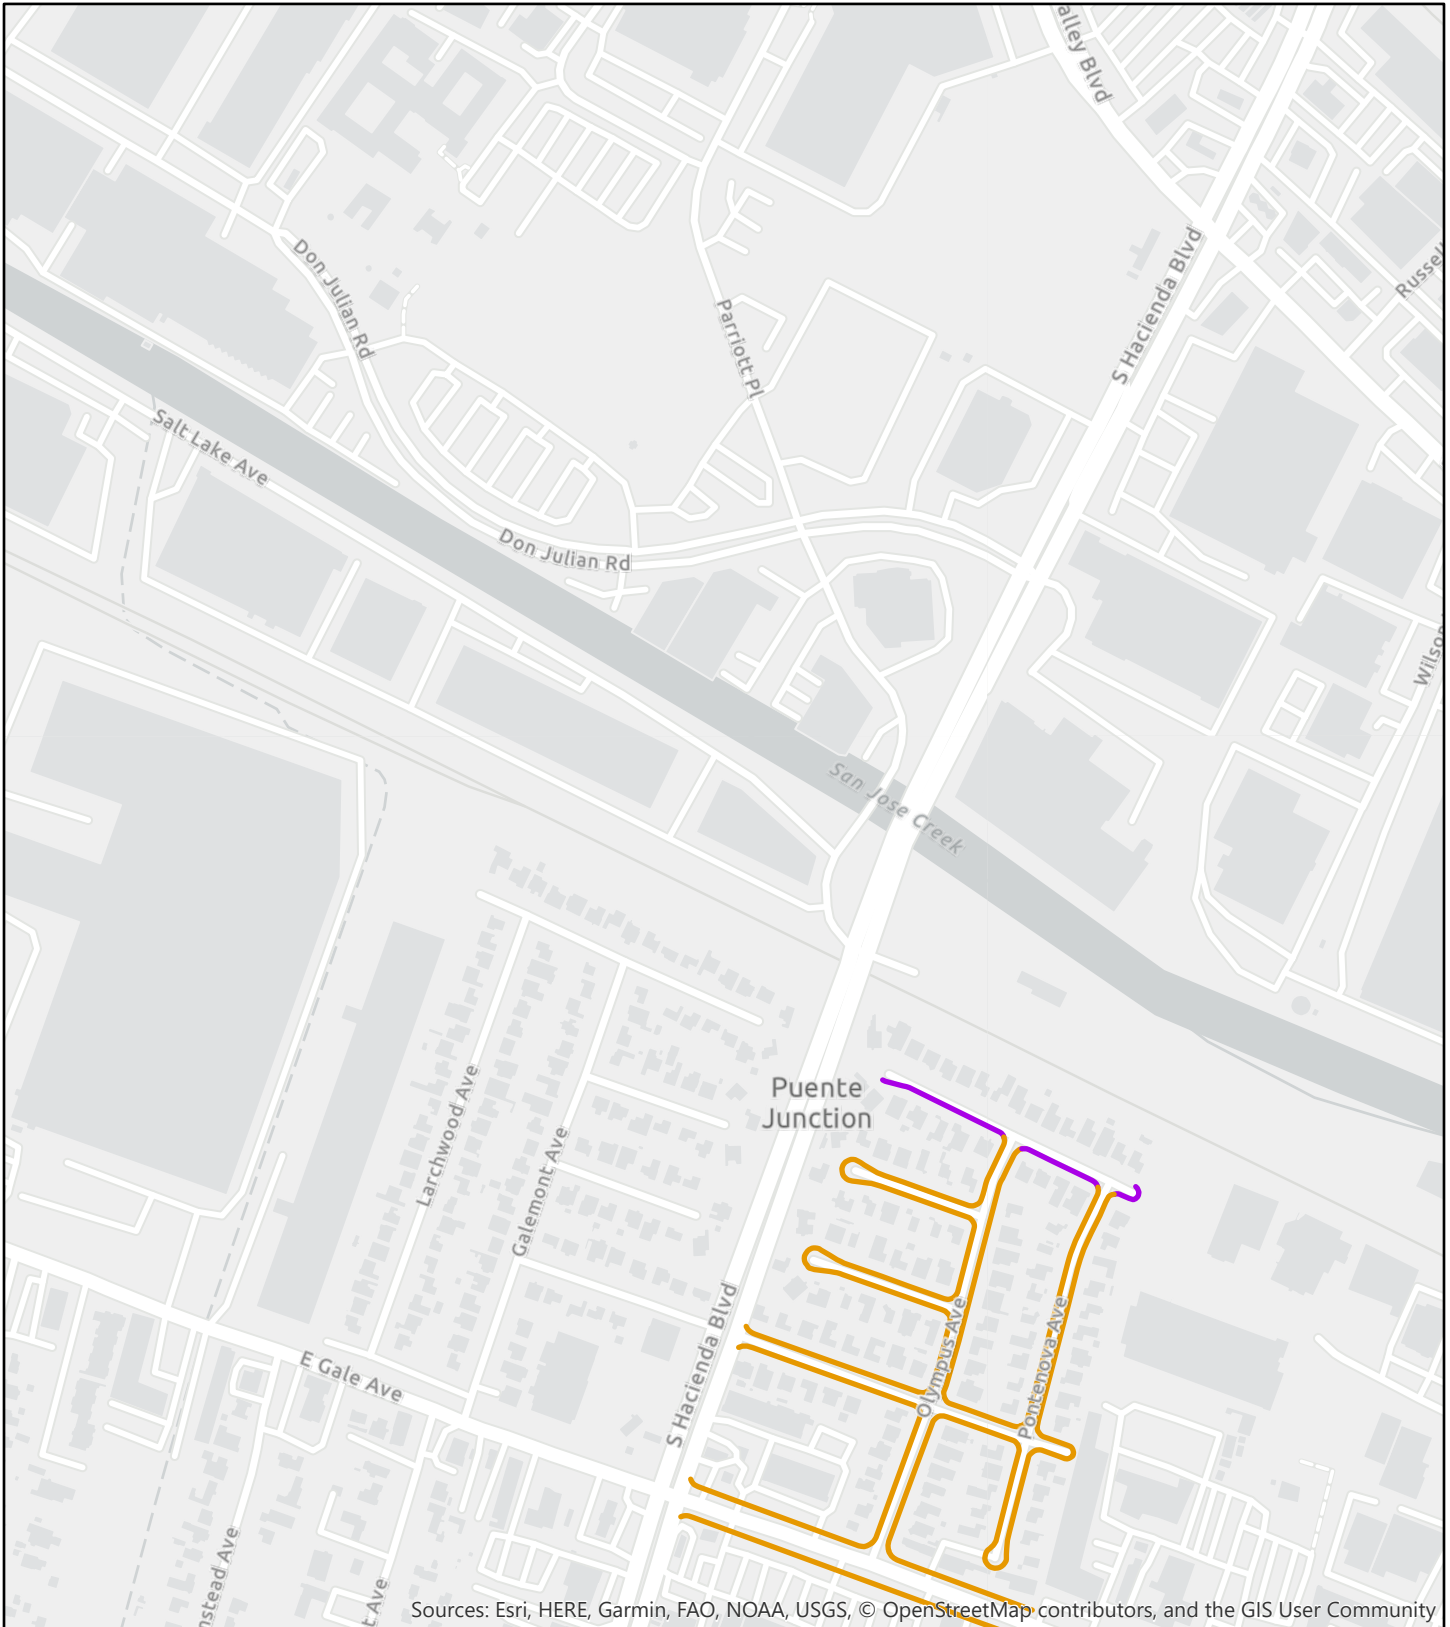 alley Blvd
S Hacienda Blvd
Russell
Don Julian Rd
Parriott Pl
Salt Lake Ave
Don Julian Rd
Wilso
San Jose Creek
Puente
Junction
Larchwood Ave
Galemont Ave
S Hacienda Blvd
Olympus Ave
Pontenova Ave
E Gale Ave
nstead Ave
t Ave
Sources: Esri, HERE, Garmin, FAO, NOAA, USGS, © OpenStreetMap contributors, and the GIS User Community